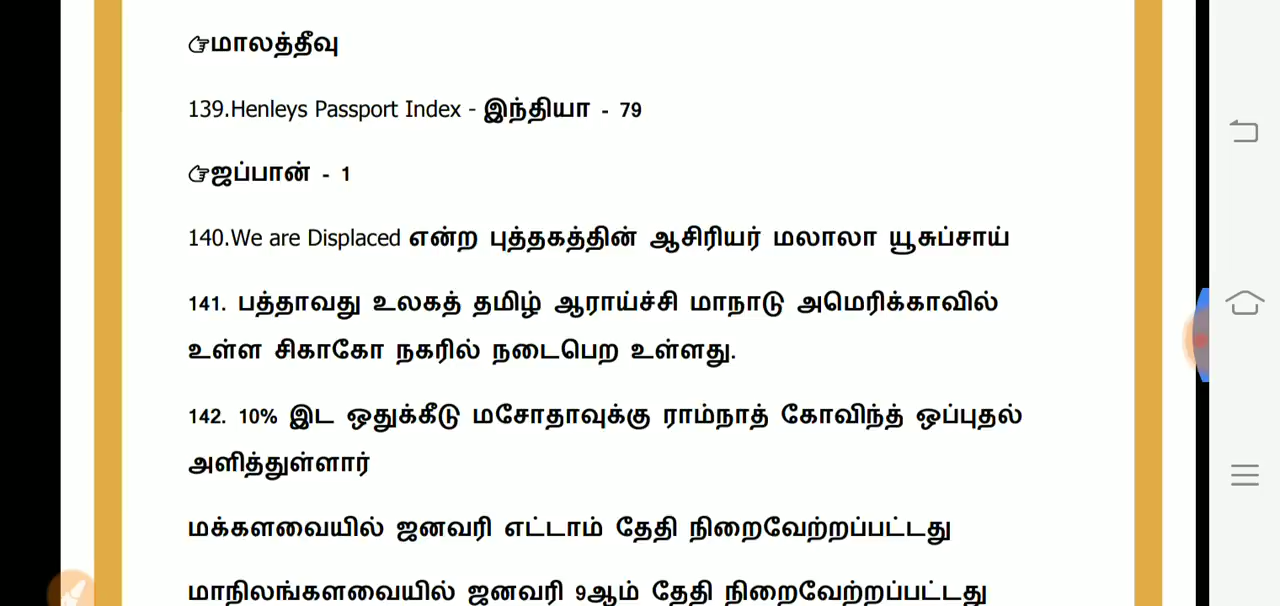 👉மாலத்தீவு
139.Henleys Passport Index - இந்தியா - 79
👉ஜப்பான் - 1
140.We are Displaced என்ற புத்தகத்தின் ஆசிரியர் மலாலா யூசுப்சாய்
141. பத்தாவது உலகத் தமிழ் ஆராய்ச்சி மாநாடு அமெரிக்காவில்
உள்ள சிகாகோ நகரில் நடைபெற உள்ளது.
142. 10% இட ஒதுக்கீடு மசோதாவுக்கு ராம்நாத் கோவிந்த் ஒப்புதல்
அளித்துள்ளார்
மக்களவையில் ஜனவரி எட்டாம் தேதி நிறைவேற்றப்பட்டது
மாநிலங்களவையில் ஜனவரி 9ஆம் தேதி நிறைவேற்றப்பட்டது